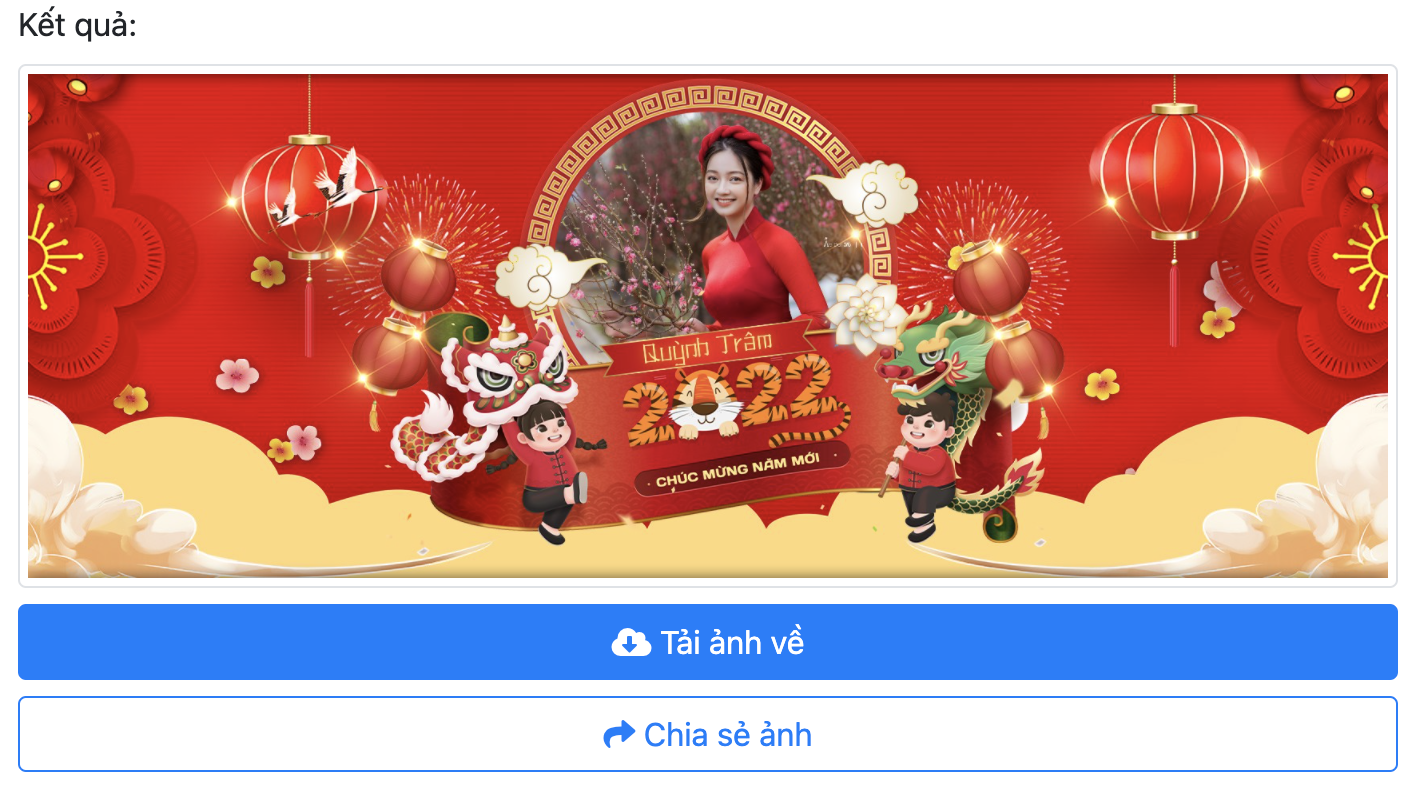 Kết quả:
Quỳnh Trâm
2022
CHÚC MỪNG NĂM MỚI
Tải ảnh về
Chia sẻ ảnh